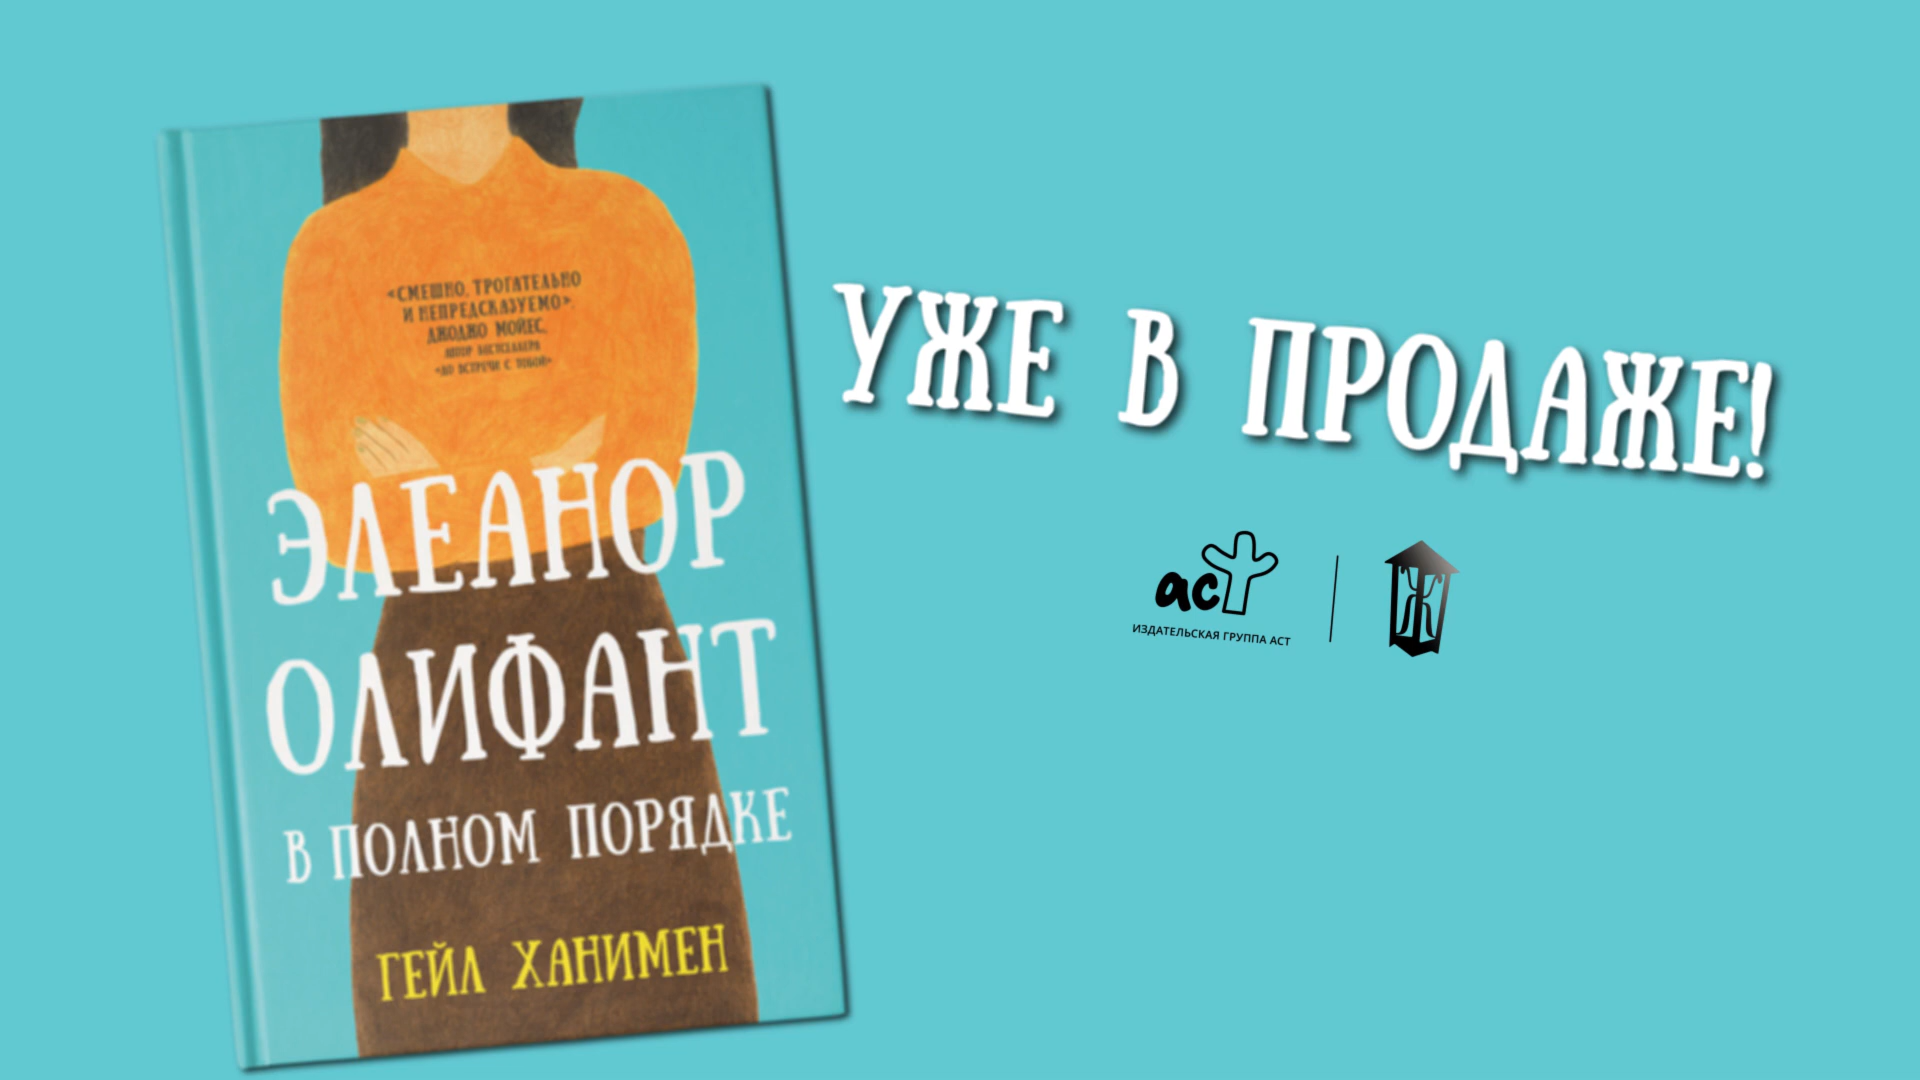 «СМЕШНО, ТРОГАТЕЛЬНО
И НЕПРЕДСКАЗУЕМО».
ДЖОДЖО МОЙЕС,
АВТОР БЕСТСЕЛЛЕРА
«ДО ВСТРЕЧИ С ТОБОЙ»
ЭЛЕАНОР
ОЛИФАНТ
В ПОЛНОМ ПОРЯДКЕ
ГЕЙЛ ХАНИМЕН
УЖЕ В ПРОДАЖЕ!
аст
ИЗДАТЕЛЬСКАЯ ГРУППА АСТ
Ж